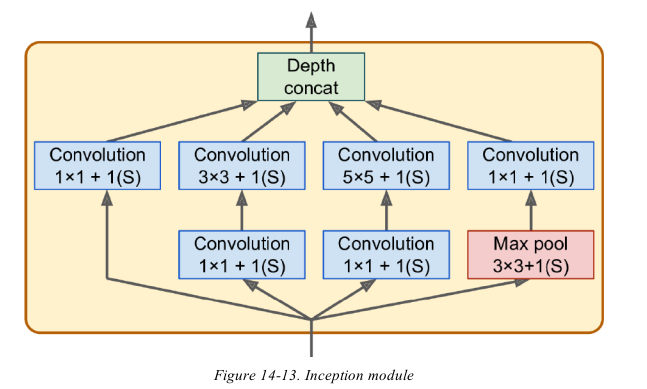 Depth
concat
Convolution
1×1 + 1(S)
Convolution
3×3 + 1(S)
Convolution
5×5 + 1(S)
Convolution
1×1 + 1(S)
Convolution
1×1 + 1(S)
Convolution
1×1 + 1(S)
Max pool
3×3+1(S)
Figure 14-13. Inception module